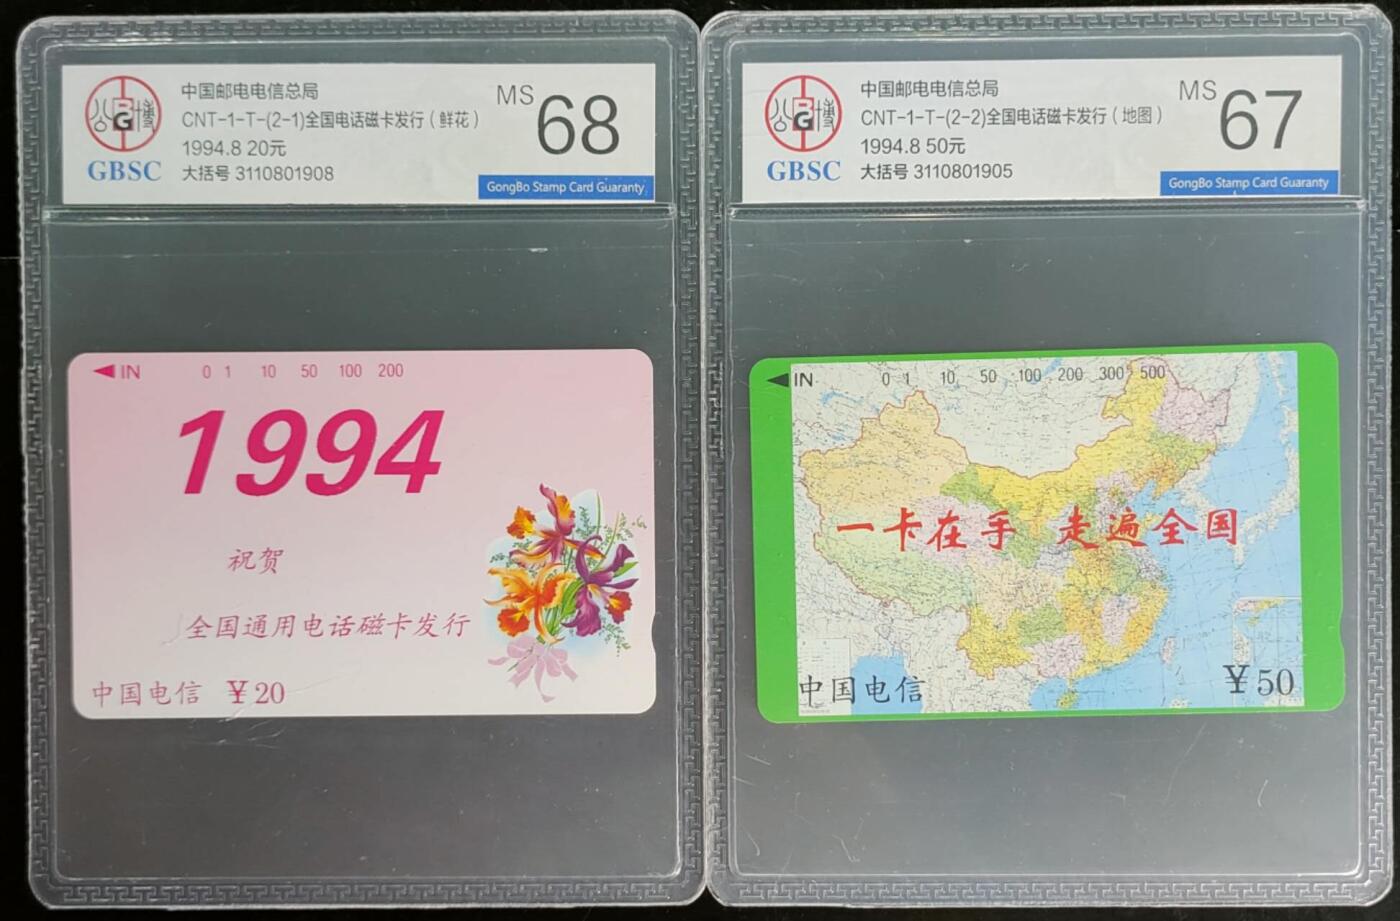 中国邮电电信总局
CNT-1-T-(2-1)全国电话磁卡发行(鲜花)
1994.8 20元
大括号 3110801908
MS 68
公博
BG
GBSC
GongBo Stamp Card Guaranty
◀IN 0 1 10 50 100 200
1994
祝贺
全国通用电话磁卡发行
中国电信 ¥20
中国邮电电信总局
CNT-1-T-(2-2)全国电话磁卡发行(地图)
1994.8 50元
大括号 3110801905
MS 67
公博
BG
GBSC
GongBo Stamp Card Guaranty
◀IN 0 1 10 50 100 200 300 500
一卡在手 走遍全国
中国电信 ¥50